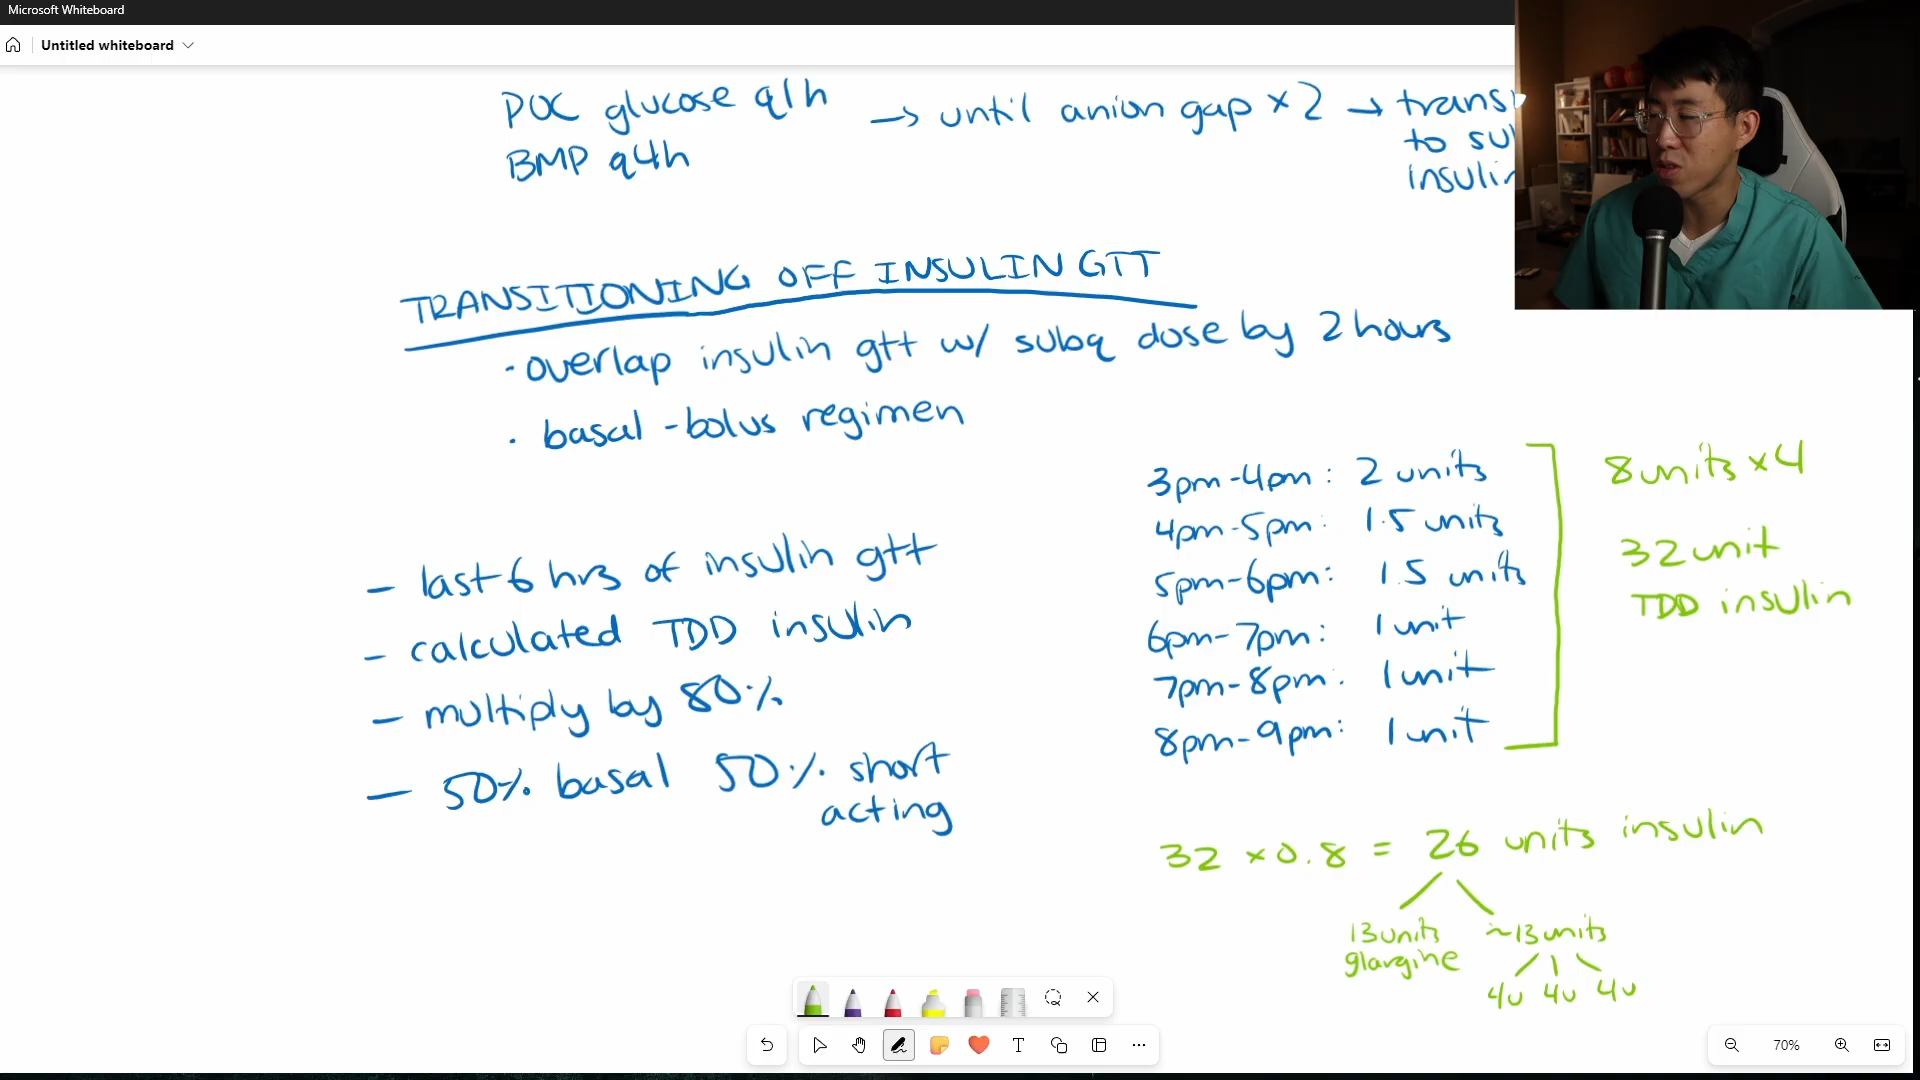 Microsoft Whiteboard
Untitled whiteboard
POC glucose q1h → until anion gap x2 → trans
BMP q4h
to su
insulin
TRANSITIONING OFF INSULIN GTT
• overlap insulin gtt w/ subq dose by 2 hours
• basal-bolus regimen
- last 6 hrs of insulin gtt
- calculated TDD insulin
- multiply by 80%
- 50% basal 50% short
acting
3pm-4pm: 2 units
4pm-5pm: 1.5 units
5pm-6pm: 1.5 units
6pm-7pm: 1 unit
7pm-8pm: 1 unit
8pm-9pm: 1 unit
8 units x4
32 unit
TDD insulin
32 x 0.8 = 26 units insulin
13 units
glargine
~13 units
4u 4u 4u
70%